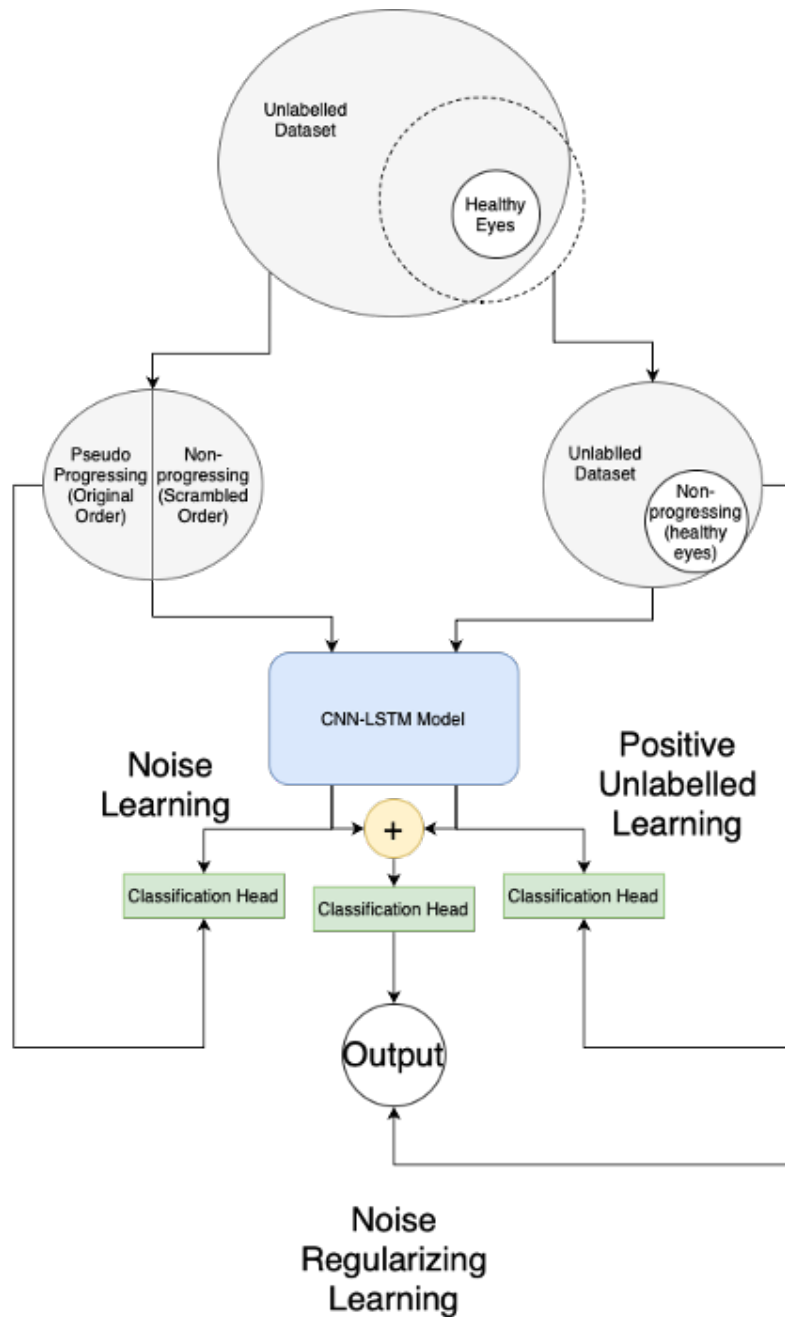 Unlabelled
Dataset
Healthy
Eyes
Pseudo
Progressing
(Original
Order)
Non-
progressing
(Scrambled
Order)
Unlablled
Dataset
Non-
progressing
(healthy
eyes)
CNN-LSTM Model
Noise
Learning
Positive
Unlabelled
Learning
+
Classification Head
Classification Head
Classification Head
Output
Noise
Regularizing
Learning